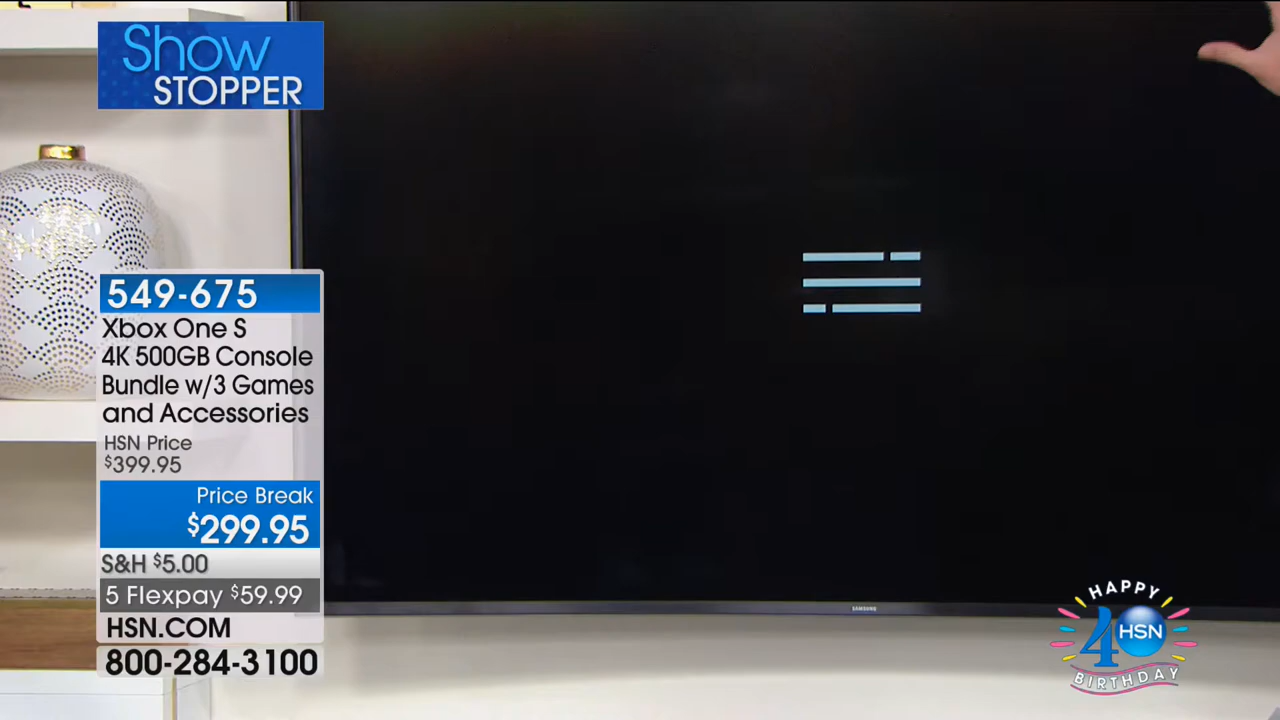 Show
STOPPER
549-675
Xbox One S
4K 500GB Console
Bundle w/3 Games
and Accessories
HSN Price
$399.95
Price Break
$299.95
S&H $5.00
5 Flexpay $59.99
HSN.COM
800-284-3100
SAMSUNG
HAPPY
40
HSN
BIRTHDAY